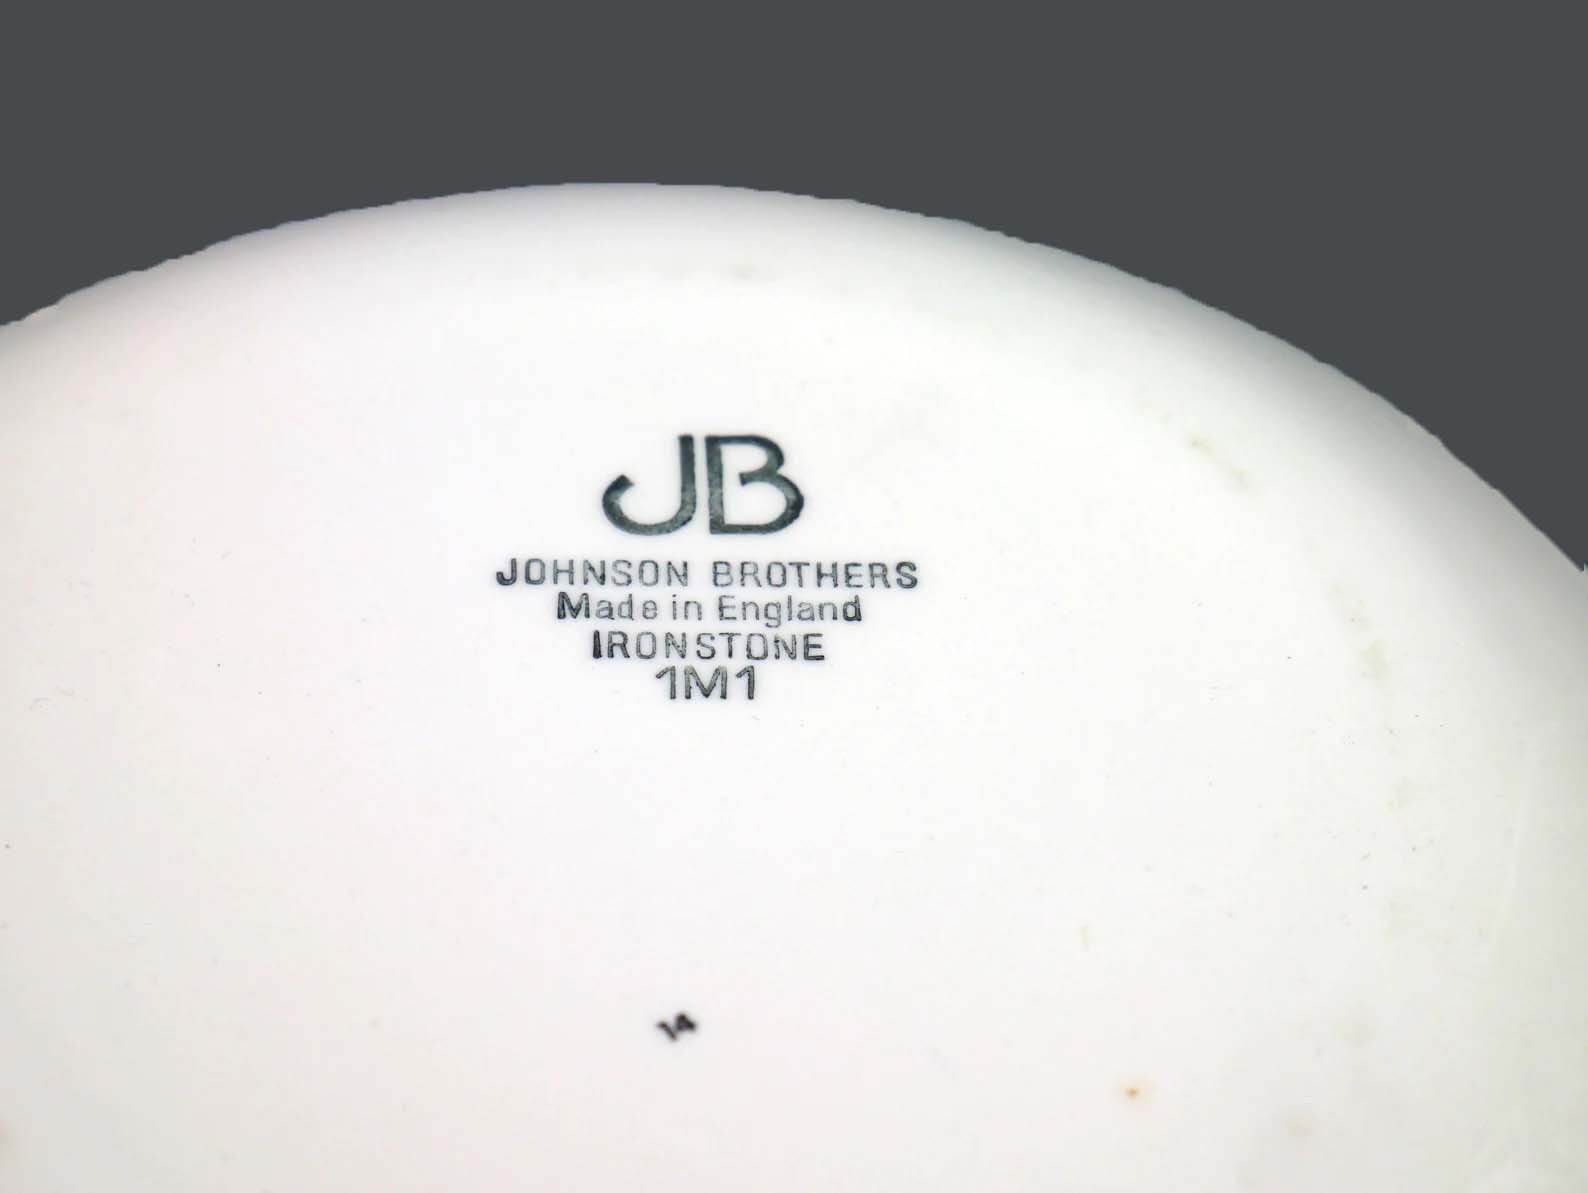 JB
JOHNSON BROTHERS
Made in England
IRONSTONE
1M1
14